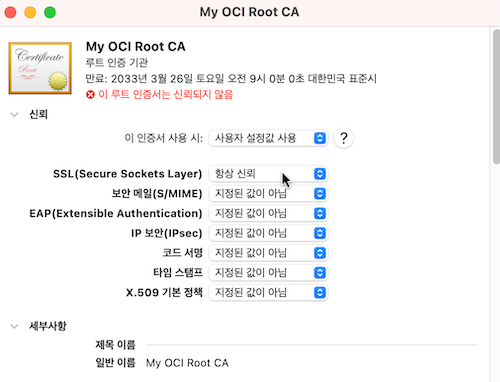 My OCI Root CA
Certificate
Root
My OCI Root CA
루트 인증 기관
만료: 2033년 3월 26일 토요일 오전 9시 0분 0초 대한민국 표준시
이 루트 인증서는 신뢰되지 않음
신뢰
이 인증서 사용 시: 사용자 설정값 사용 ?
SSL(Secure Sockets Layer) 항상 신뢰
보안 메일(S/MIME) 지정된 값이 아님
EAP(Extensible Authentication) 지정된 값이 아님
IP 보안(IPsec) 지정된 값이 아님
코드 서명 지정된 값이 아님
타임 스탬프 지정된 값이 아님
X.509 기본 정책 지정된 값이 아님
세부사항
제목 이름
일반 이름 My OCI Root CA